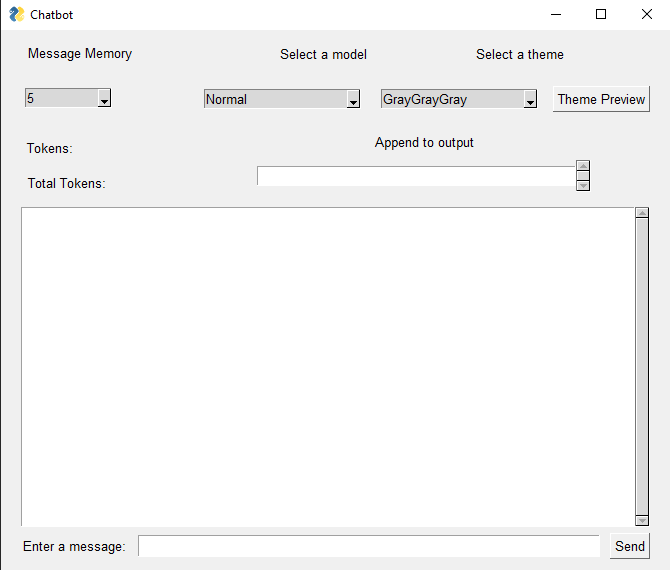 Chatbot
Message Memory
Select a model
Select a theme
5
Normal
GrayGrayGray
Theme Preview
Tokens:
Append to output
Total Tokens:
Enter a message:
Send